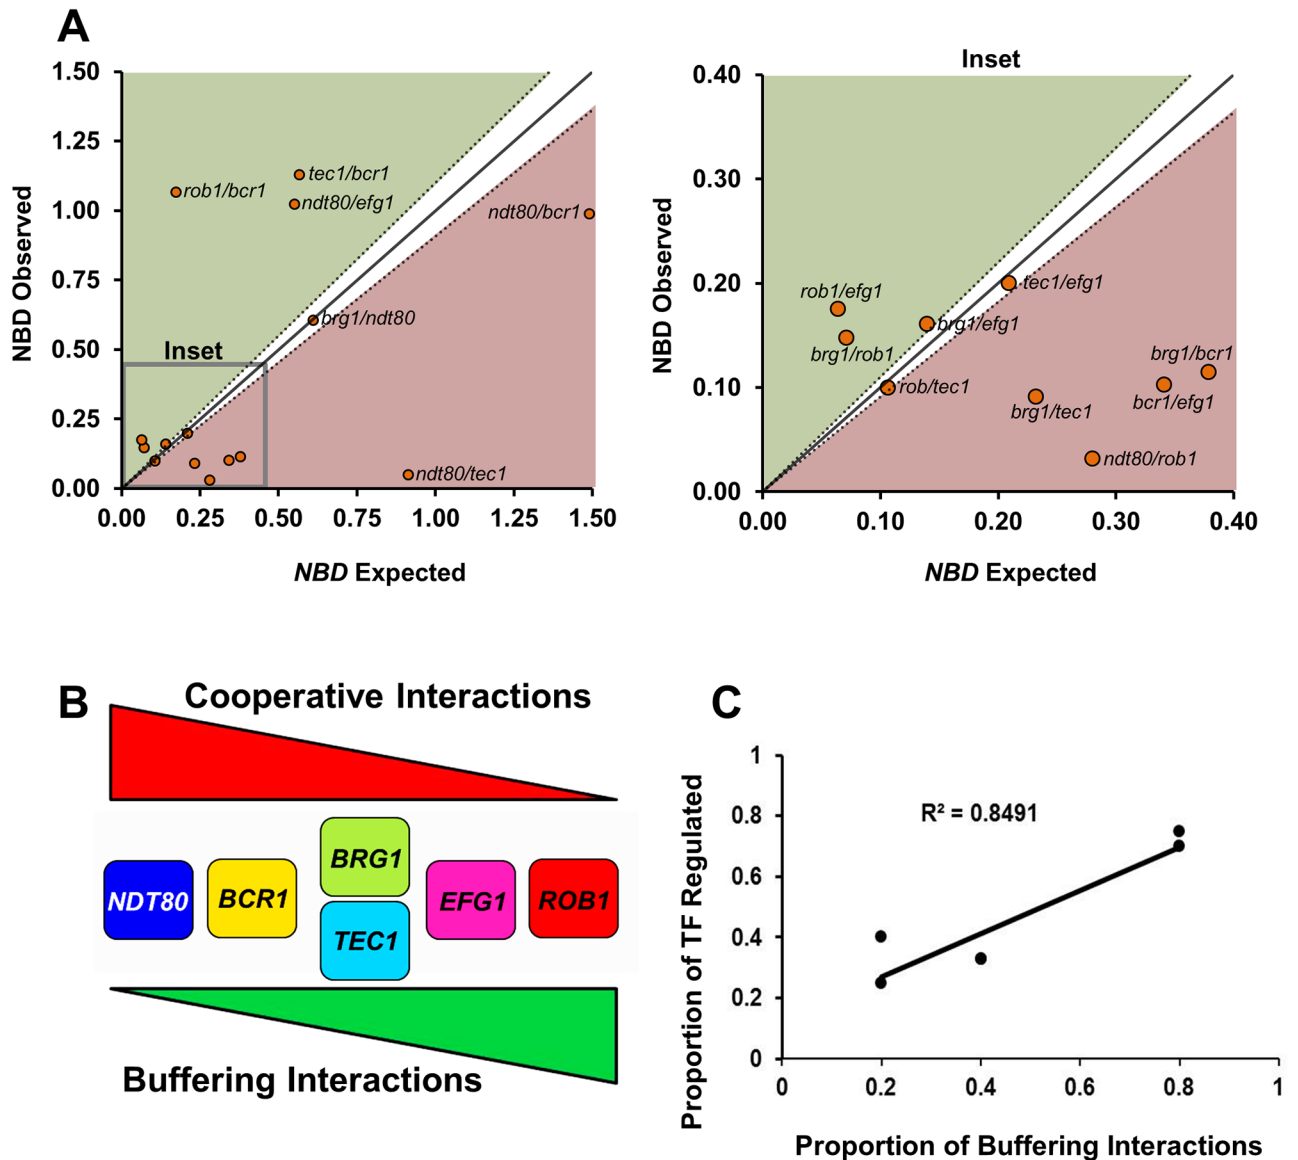 A
1.50
1.25
1.00
0.75
0.50
0.25
0.00
0.00 0.25 0.50 0.75 1.00 1.25 1.50
NBD Observed
NBD Expected
tec1/bcr1
rob1/bcr1
ndt80/efg1
ndt80/bcr1
brg1/ndt80
Inset
ndt80/tec1
Inset
0.40
0.30
0.20
0.10
0.00
0.00 0.10 0.20 0.30 0.40
NBD Observed
NBD Expected
tec1/efg1
rob1/efg1
brg1/efg1
brg1/rob1
brg1/bcr1
rob/tec1
bcr1/efg1
brg1/tec1
ndt80/rob1
B
Cooperative Interactions
NDT80
BCR1
BRG1
TEC1
EFG1
ROB1
Buffering Interactions
C
1
0.8
0.6
0.4
0.2
0
0 0.2 0.4 0.6 0.8 1
R² = 0.8491
Proportion of TF Regulated
Proportion of Buffering Interactions